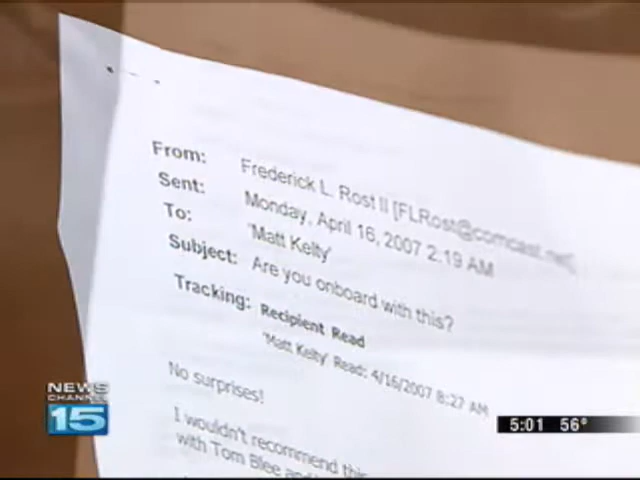 From: Frederick L. Rost II [FLRost@comcast.net]
Sent: Monday, April 16, 2007 2:19 AM
To: 'Matt Kelty'
Subject: Are you onboard with this?
Tracking: Recipient Read
'Matt Kelty' Read: 4/16/2007 8:27 AM
No surprises!
I wouldn't recommend this
with Tom Blee and
NEWS
CHANNEL
15
5:01 56°